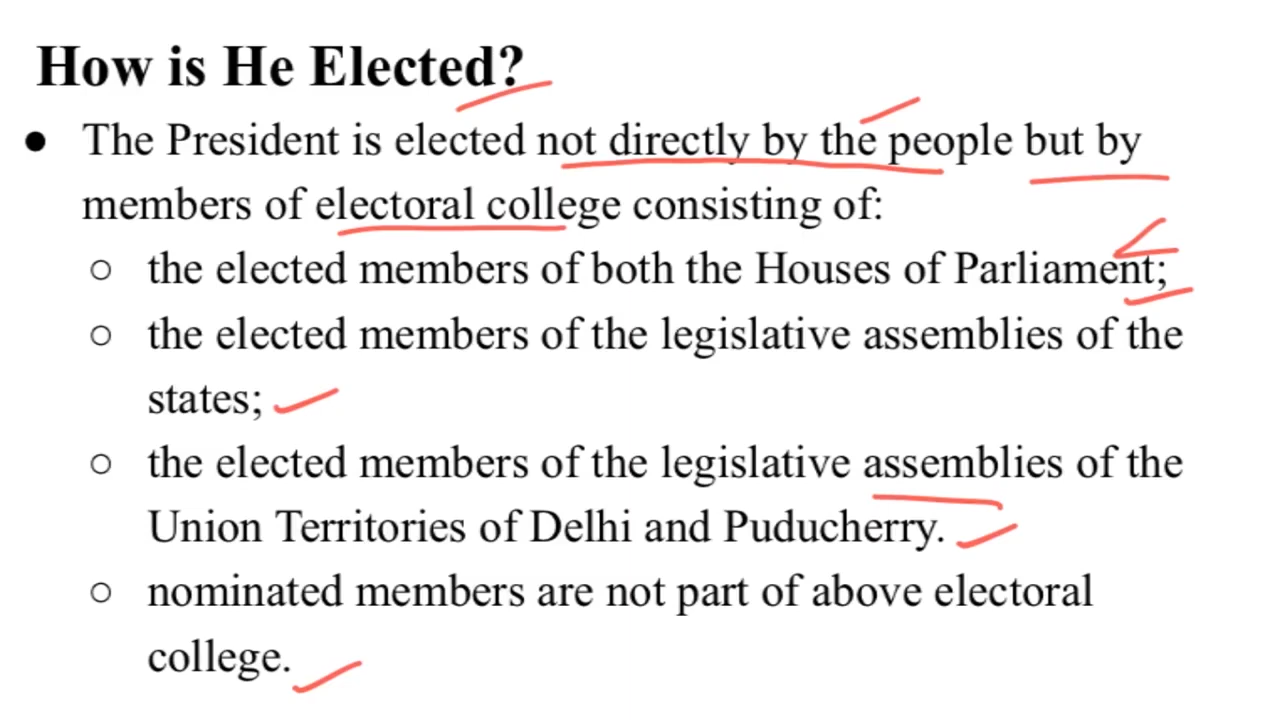 How is He Elected?
● The President is elected not directly by the people but by
members of electoral college consisting of:
○ the elected members of both the Houses of Parliament;
○ the elected members of the legislative assemblies of the
states;
○ the elected members of the legislative assemblies of the
Union Territories of Delhi and Puducherry.
○ nominated members are not part of above electoral
college.